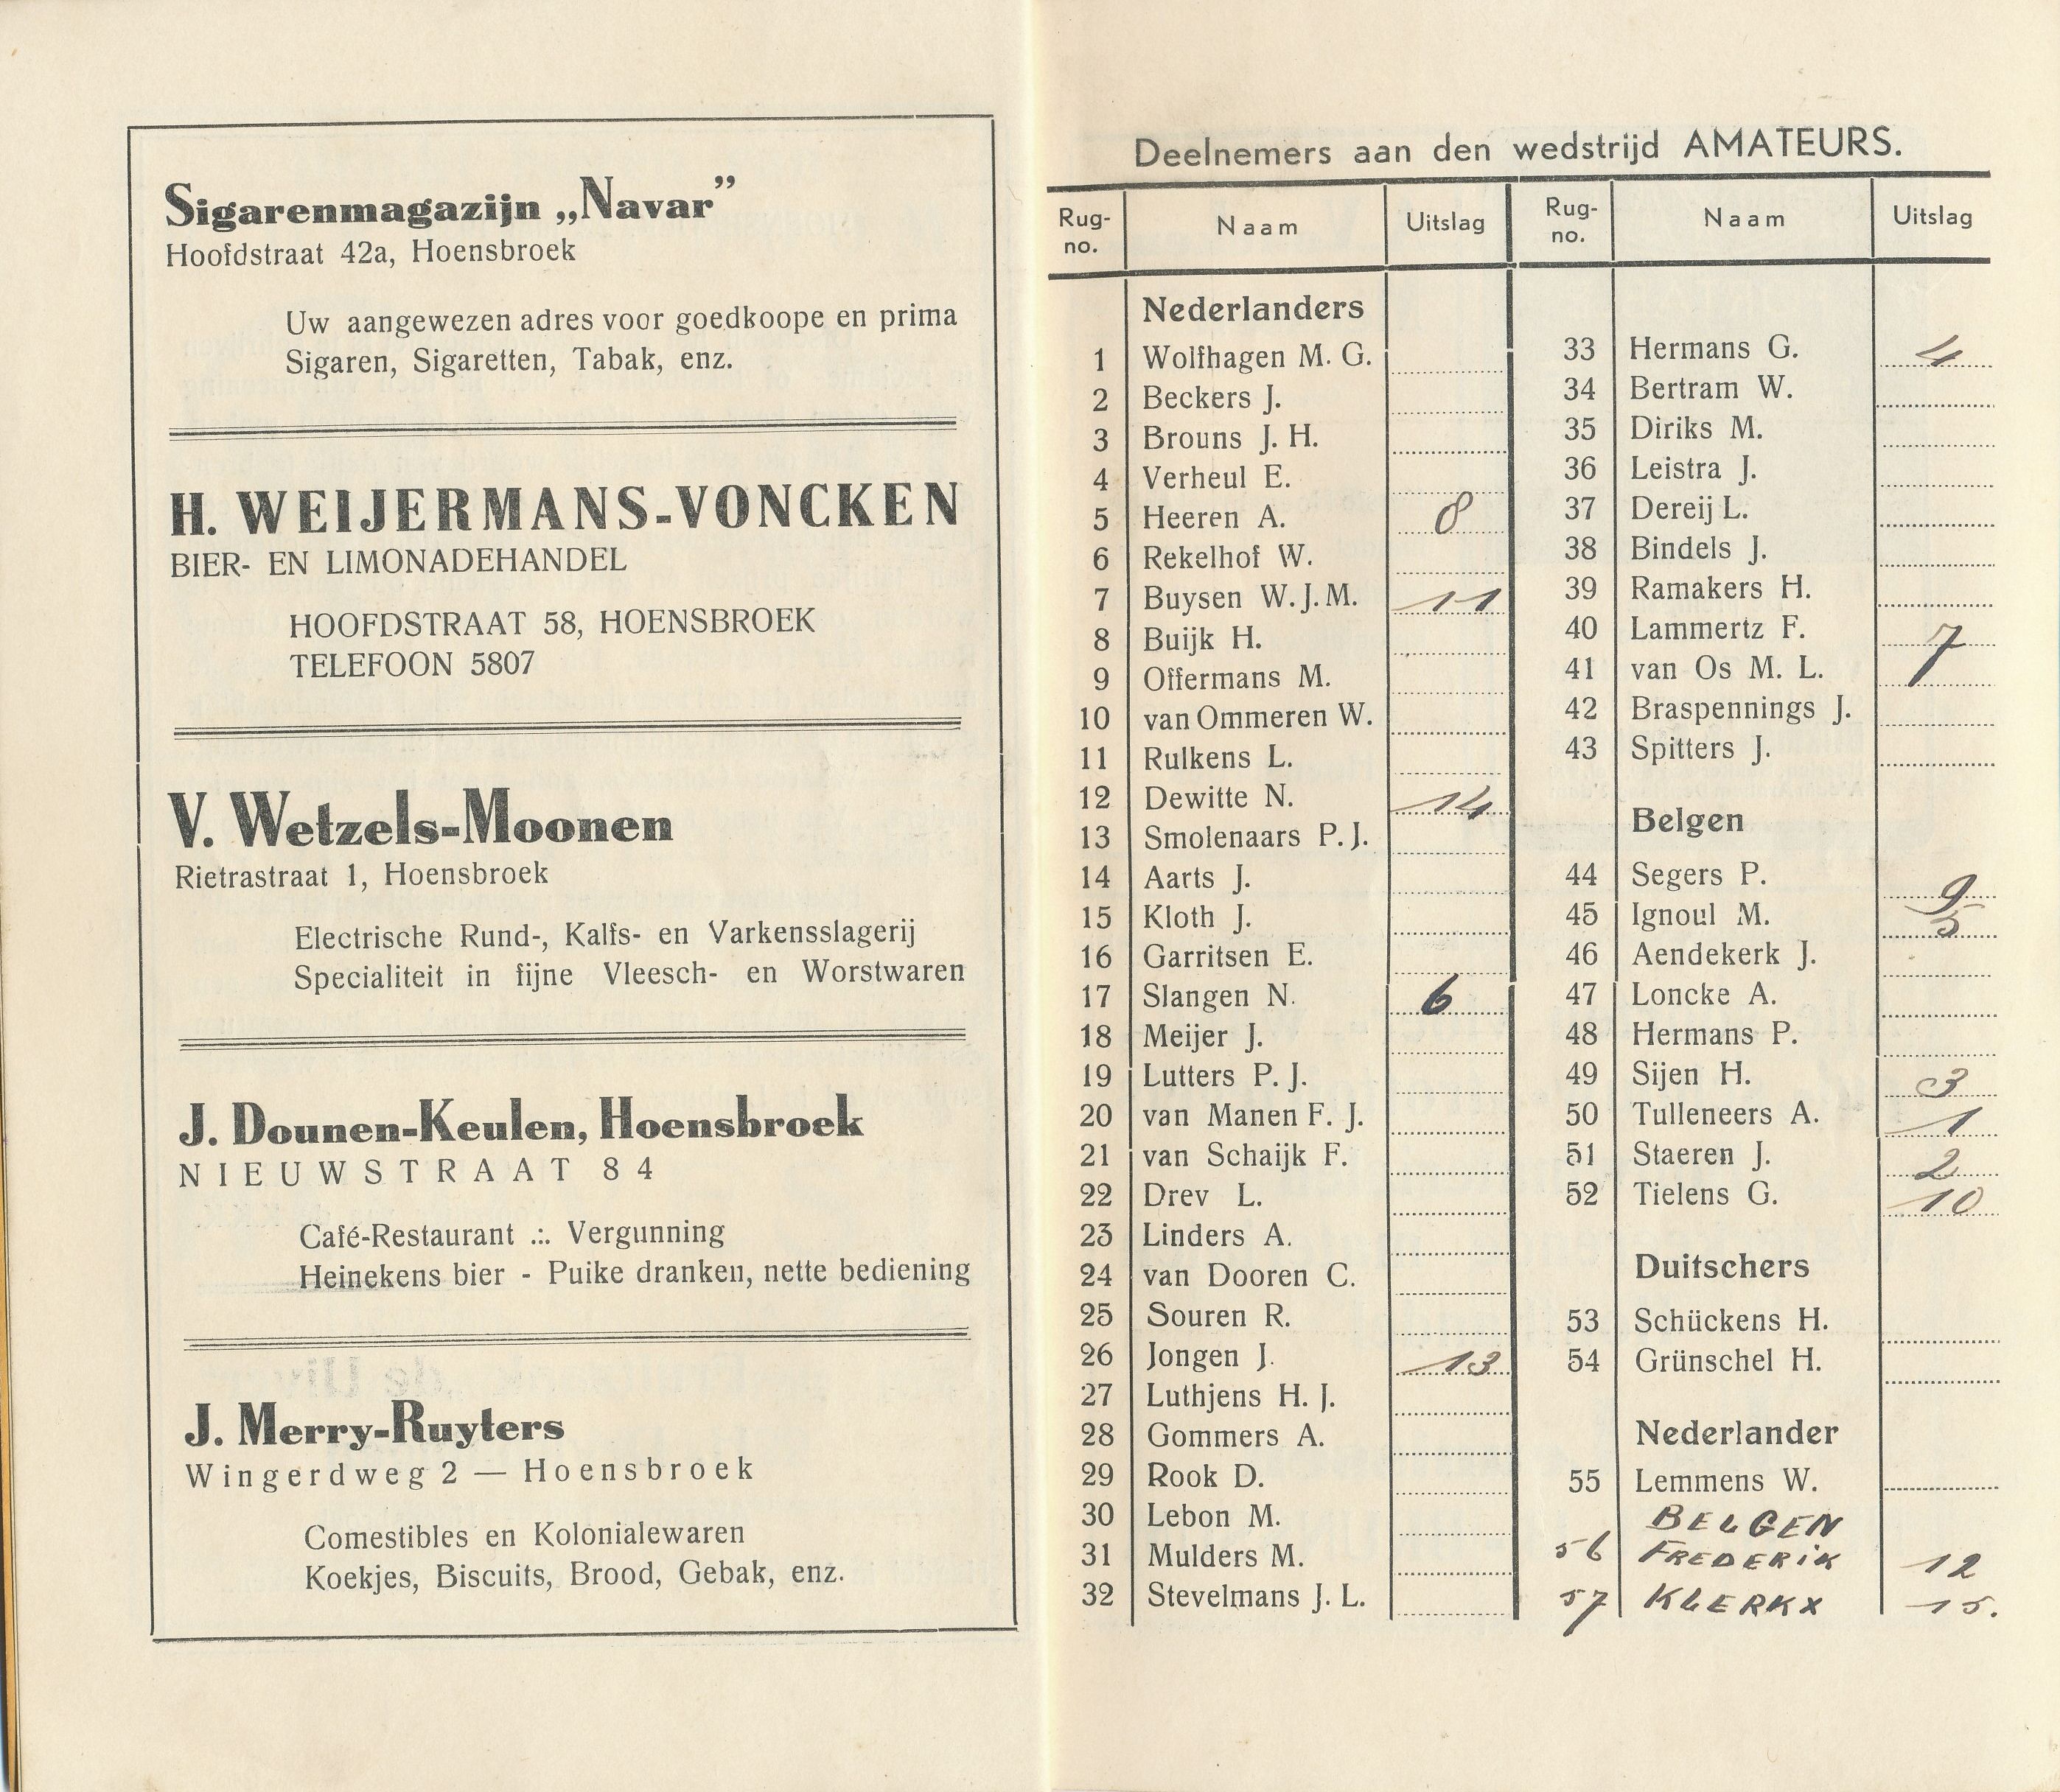 Sigarenmagazijn „Navar”
Hoofdstraat 42a, Hoensbroek
Uw aangewezen adres voor goedkoope en prima
Sigaren, Sigaretten, Tabak, enz.
H. WEIJERMANS-VONCKEN
BIER- EN LIMONADEHANDEL
HOOFDSTRAAT 58, HOENSBROEK
TELEFOON 5807
V. Wetzels-Moonen
Rietrastraat 1, Hoensbroek
Electrische Rund-, Kalfs- en Varkensslagerij
Specialiteit in fijne Vleesch- en Worstwaren
J. Dounen-Keulen, Hoensbroek
NIEUWSTRAAT 84
Café-Restaurant .:. Vergunning
Heinekens bier - Puike dranken, nette bediening
J. Merry-Ruyters
Wingerdweg 2 — Hoensbroek
Comestibles en Kolonialewaren
Koekjes, Biscuits, Brood, Gebak, enz.
Deelnemers aan den wedstrijd AMATEURS.
Rug-no. Naam Uitslag
Nederlanders
1 Wolfhagen M. G.
2 Beckers J.
3 Brouns J. H.
4 Verheul E.
5 Heeren A. 8
6 Rekelhof W.
7 Buysen W. J. M. 11
8 Buijk H.
9 Offermans M.
10 van Ommeren W.
11 Rulkens L.
12 Dewitte N. 14
13 Smolenaars P. J.
14 Aarts J.
15 Kloth J.
16 Garritsen E.
17 Slangen N. 6
18 Meijer J.
19 Lutters P. J.
20 van Manen F. J.
21 van Schaijk F.
22 Drev L.
23 Linders A.
24 van Dooren C.
25 Souren R.
26 Jongen J. 13
27 Luthjens H. J.
28 Gommers A.
29 Rook D.
30 Lebon M.
31 Mulders M.
32 Stevelmans J. L.
Rug-no. Naam Uitslag
33 Hermans G. 4
34 Bertram W.
35 Diriks M.
36 Leistra J.
37 Dereij L.
38 Bindels J.
39 Ramakers H.
40 Lammertz F.
41 van Os M. L. 7
42 Braspennings J.
43 Spitters J.
Belgen
44 Segers P. 9
45 Ignoul M. 5
46 Aendekerk J.
47 Loncke A.
48 Hermans P.
49 Sijen H. 3
50 Tulleneers A. 1
51 Staeren J. 2
52 Tielens G. 10
Duitschers
53 Schückens H.
54 Grünschel H.
Nederlander
55 Lemmens W.
BELGEN
56 FREDERiK 12
57 KLERKX 15.